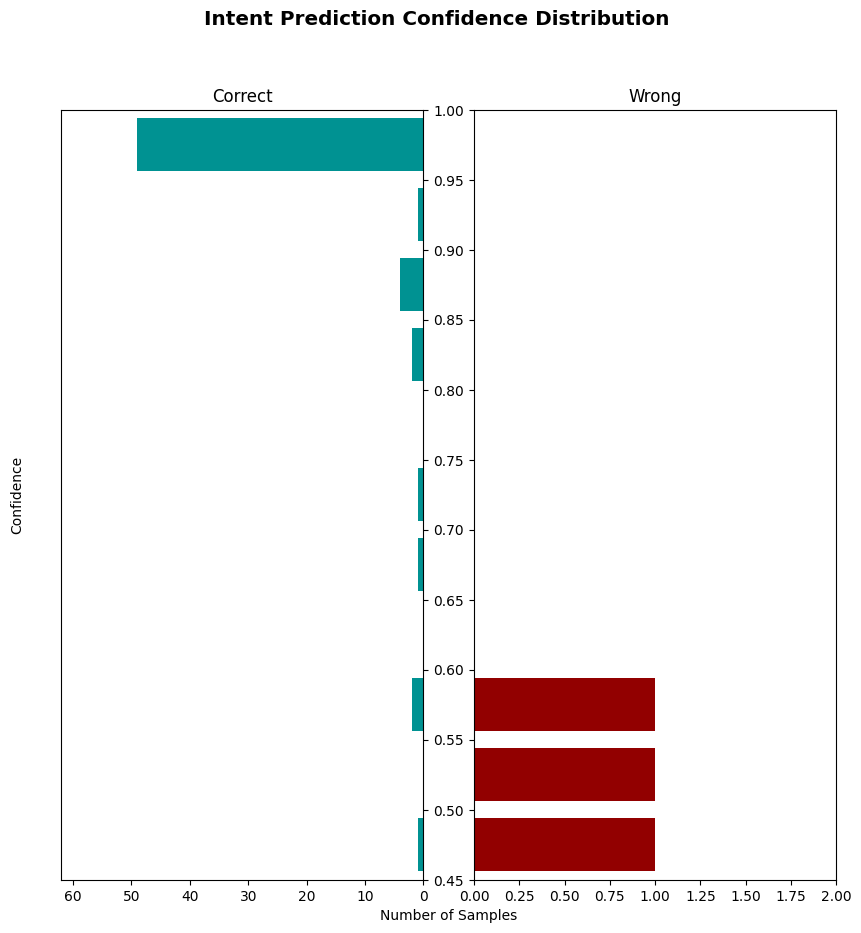 Intent Prediction Confidence Distribution
Correct
Wrong
1.00
0.95
0.90
0.85
0.80
0.75
0.70
0.65
0.60
0.55
0.50
0.45
Confidence
60 50 40 30 20 10 0
0.00 0.25 0.50 0.75 1.00 1.25 1.50 1.75 2.00
Number of Samples